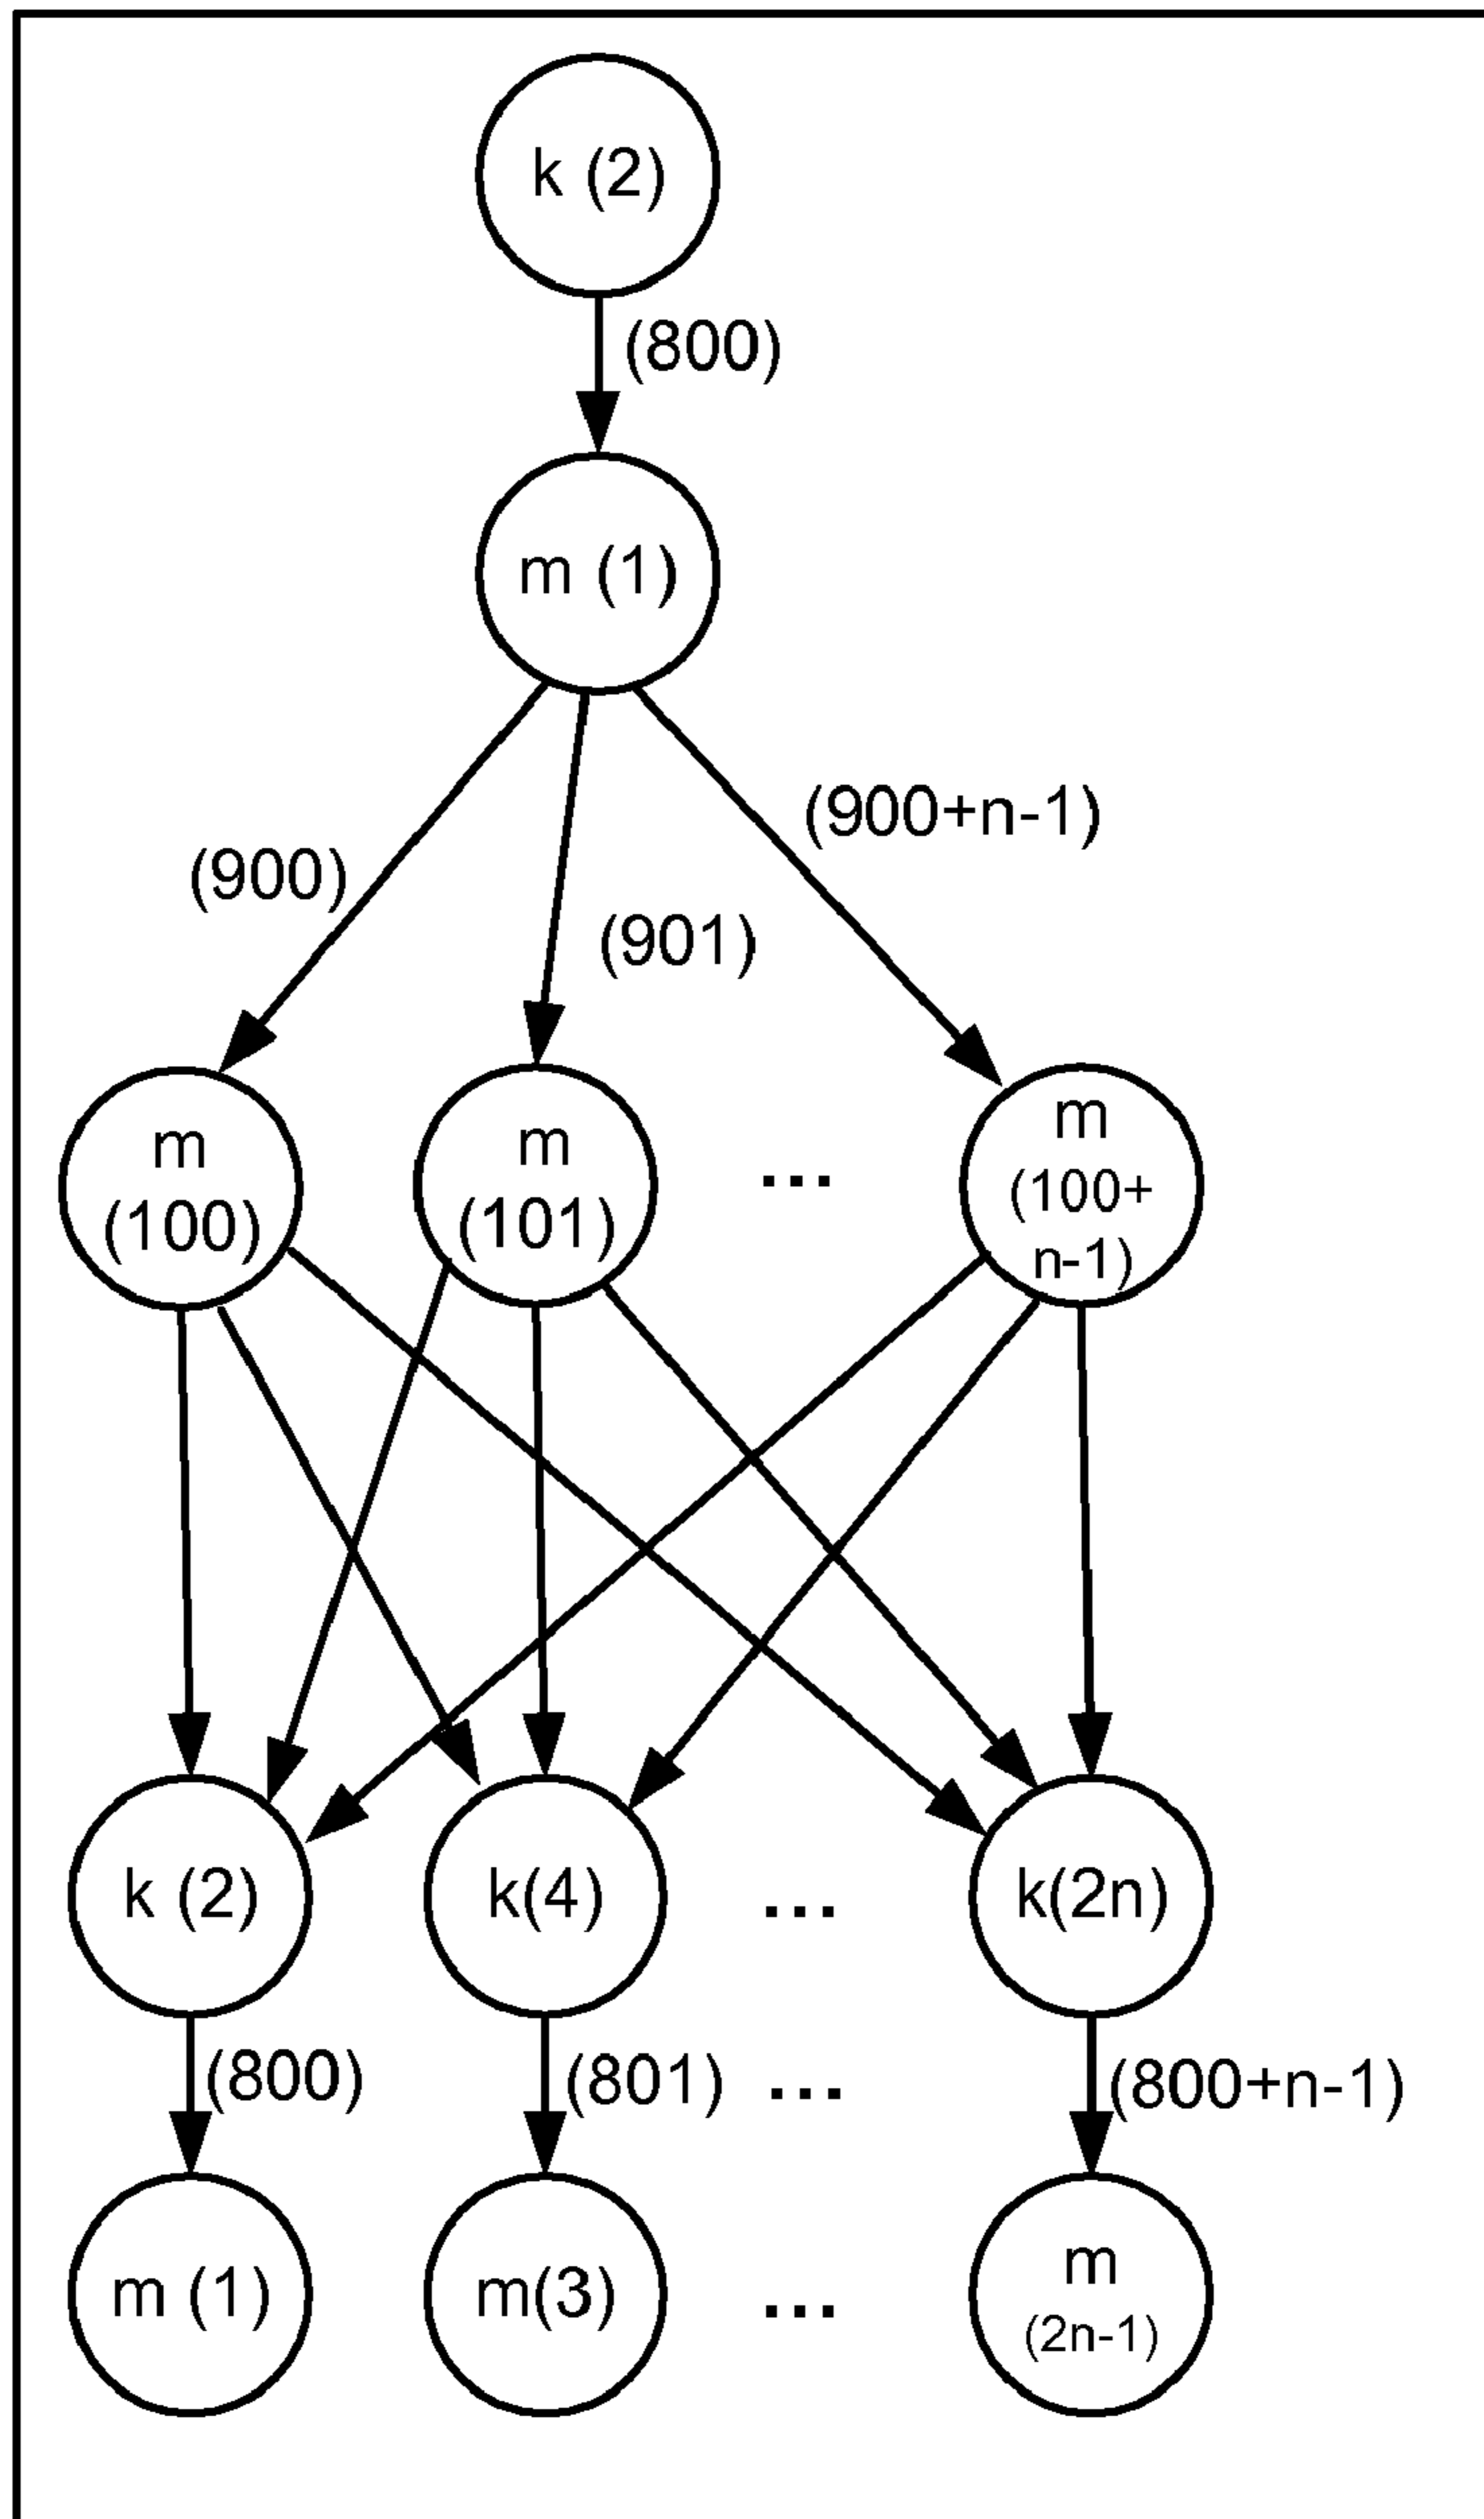 k (2)
(800)
m (1)
(900+n-1)
(900)
(901)
m
(100)
m
(101)
...
m
(100+
n-1)
k (2)
k(4)
...
k(2n)
(800)
(801)
...
(800+n-1)
m (1)
m(3)
...
m
(2n-1)